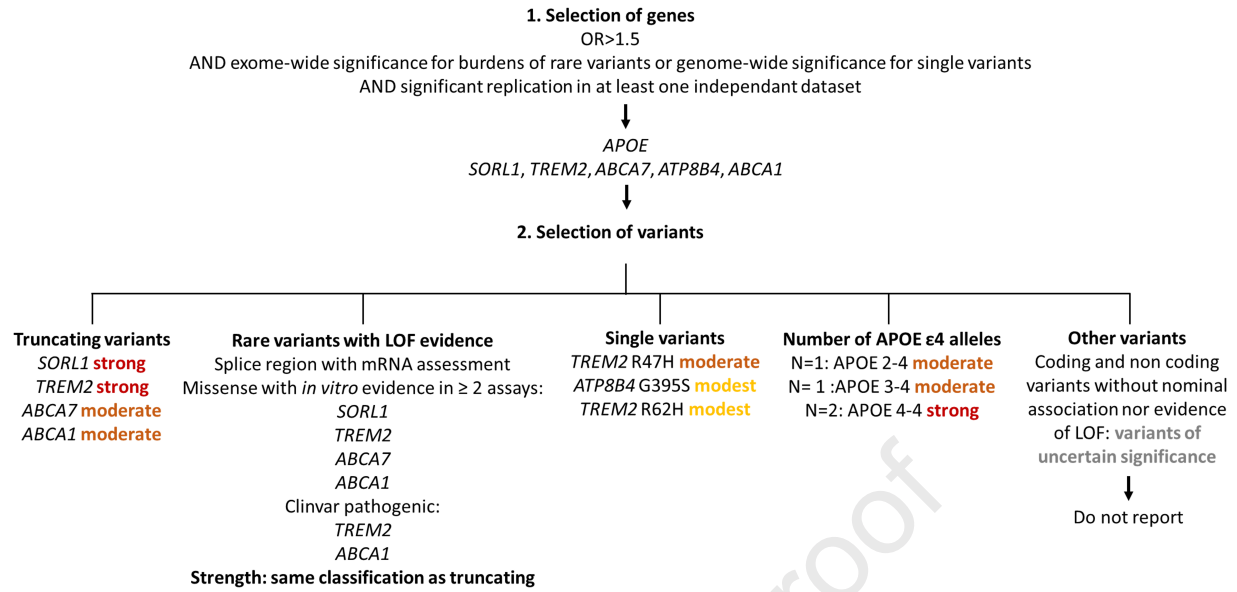 1. Selection of genes
OR>1.5
AND exome-wide significance for burdens of rare variants or genome-wide significance for single variants
AND significant replication in at least one independant dataset
APOE
SORL1, TREM2, ABCA7, ATP8B4, ABCA1
2. Selection of variants
Truncating variants
SORL1 strong
TREM2 strong
ABCA7 moderate
ABCA1 moderate
Rare variants with LOF evidence
Splice region with mRNA assessment
Missense with in vitro evidence in ≥ 2 assays:
SORL1
TREM2
ABCA7
ABCA1
Clinvar pathogenic:
TREM2
ABCA1
Strength: same classification as truncating
Single variants
TREM2 R47H moderate
ATP8B4 G395S modest
TREM2 R62H modest
Number of APOE ε4 alleles
N=1: APOE 2-4 moderate
N= 1 :APOE 3-4 moderate
N=2: APOE 4-4 strong
Other variants
Coding and non coding
variants without nominal
association nor evidence
of LOF: variants of
uncertain significance
Do not report
roof